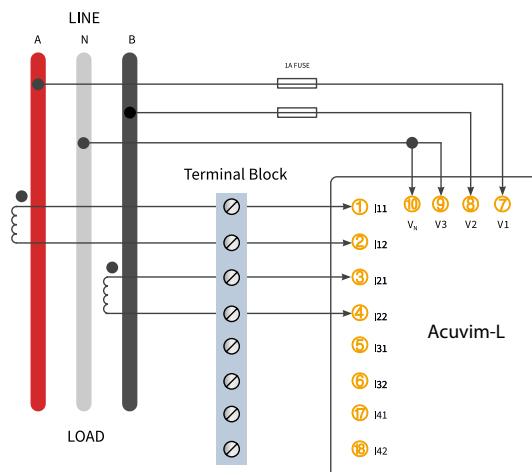 LINE
A N B
1A FUSE
Terminal Block
1 I11
2 I12
3 I21
4 I22
5 I31
6 I32
17 I41
18 I42
10 9 8 7
VN V3 V2 V1
Acuvim-L
LOAD